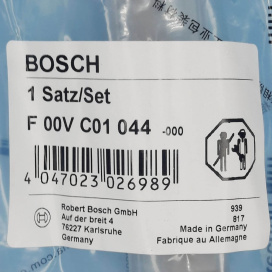 BOSCH
1 Satz/Set
F 00V C01 044 -000
4 047023 026989
Robert Bosch GmbH
Auf der breit 4
76227 Karlsruhe
Germany
939
817
Made in Germany
Fabrique au Allemagne